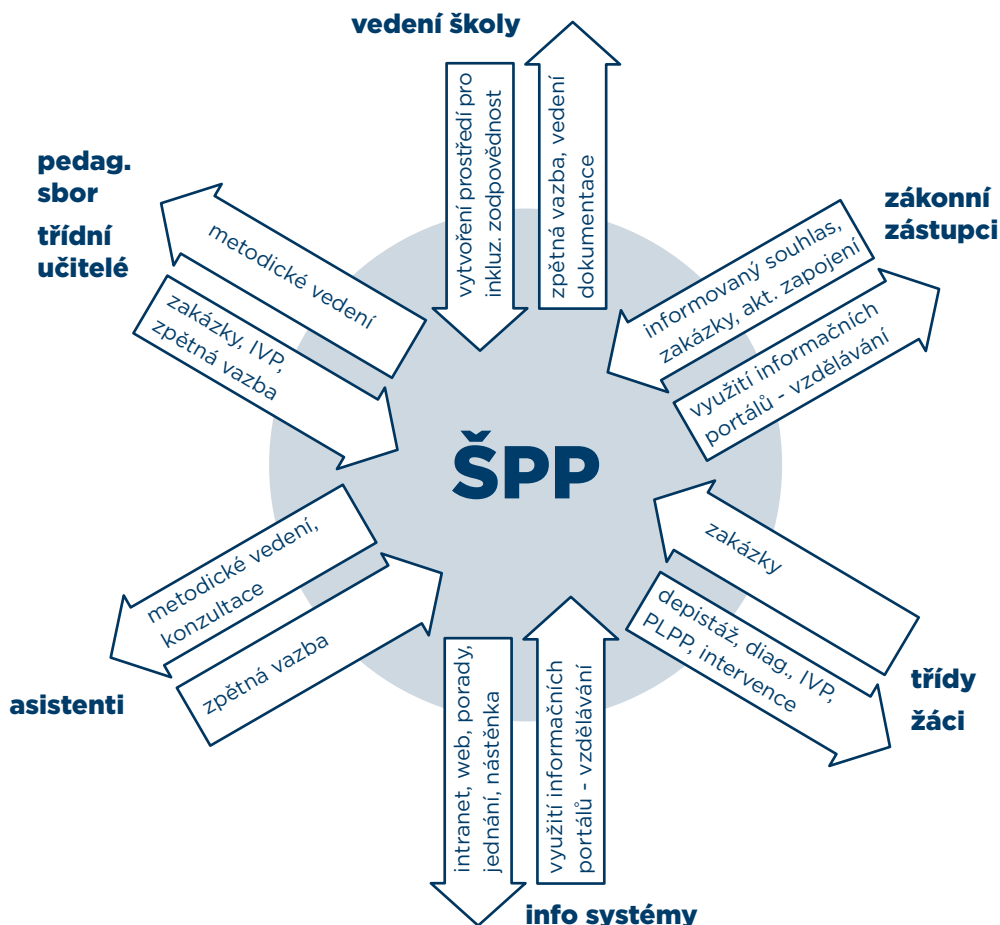 vedení školy
vytvoření prostředí pro
inkluz. zodpovědnost
zpětná vazba, vedení
dokumentace
pedag.
sbor
třídní
učitelé
metodické vedení
zakázky, IVP,
zpětná vazba
zákonní
zástupci
informovaný souhlas,
zakázky, akt. zapojení
využití informačních
portálů - vzdělávání
ŠPP
metodické vedení,
konzultace
zpětná vazba
asistenti
zakázky
depistáž, diag., IVP,
PLPP, intervence
třídy
žáci
intranet, web, porady,
jednání, nástěnka
využití informačních
portálů - vzdělávání
info systémy